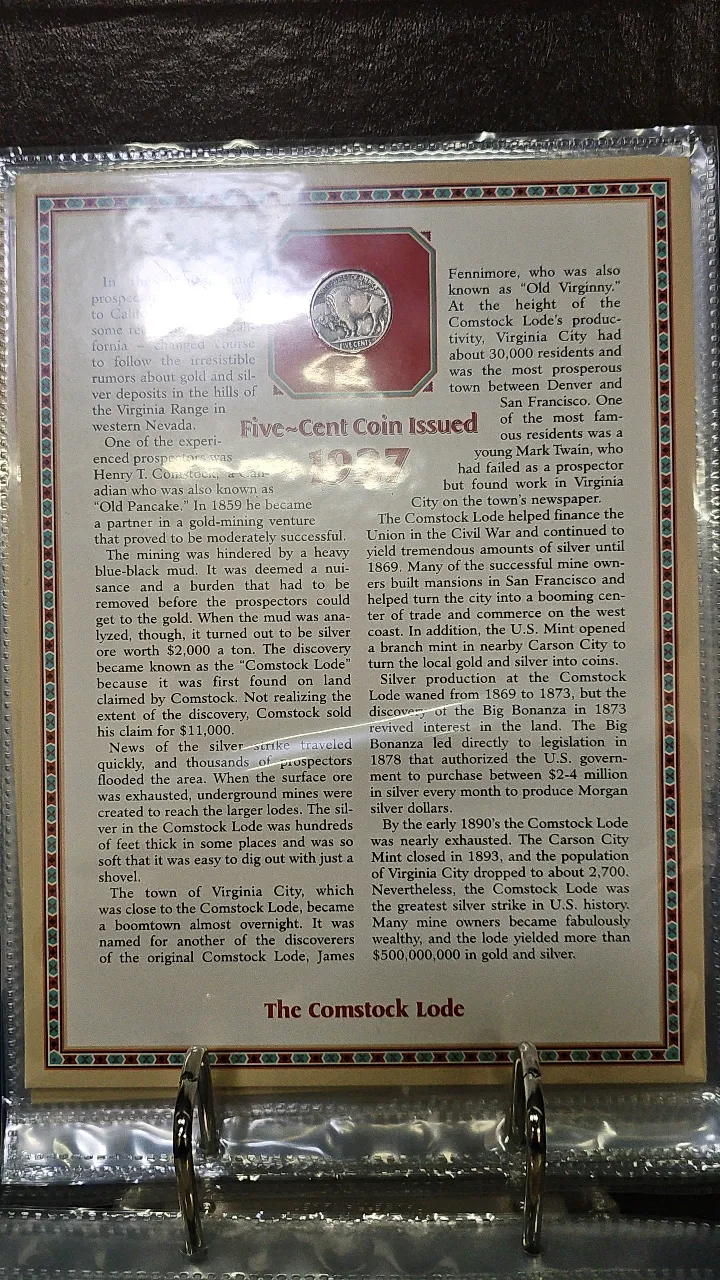 In
prospec
to Calif
some
fornia – changed course
to follow the irresistible
rumors about gold and sil-
ver deposits in the hills of
the Virginia Range in
western Nevada.
One of the experi-
enced prospectors was
Henry T. Comstock, a Can-
adian who was also known as
“Old Pancake.” In 1859 he became
a partner in a gold-mining venture
that proved to be moderately successful.
The mining was hindered by a heavy
blue-black mud. It was deemed a nui-
sance and a burden that had to be
removed before the prospectors could
get to the gold. When the mud was ana-
lyzed, though, it turned out to be silver
ore worth $2,000 a ton. The discovery
became known as the “Comstock Lode”
because it was first found on land
claimed by Comstock. Not realizing the
extent of the discovery, Comstock sold
his claim for $11,000.
News of the silver strike traveled
quickly, and thousands of prospectors
flooded the area. When the surface ore
was exhausted, underground mines were
created to reach the larger lodes. The sil-
ver in the Comstock Lode was hundreds
of feet thick in some places and was so
soft that it was easy to dig out with just a
shovel.
The town of Virginia City, which
was close to the Comstock Lode, became
a boomtown almost overnight. It was
named for another of the discoverers
of the original Comstock Lode, James
FIVE CENTS
Five~Cent Coin Issued
1937
Fennimore, who was also
known as “Old Virginny.”
At the height of the
Comstock Lode's produc-
tivity, Virginia City had
about 30,000 residents and
was the most prosperous
town between Denver and
San Francisco. One
of the most fam-
ous residents was a
young Mark Twain, who
had failed as a prospector
but found work in Virginia
City on the town's newspaper.
The Comstock Lode helped finance the
Union in the Civil War and continued to
yield tremendous amounts of silver until
1869. Many of the successful mine own-
ers built mansions in San Francisco and
helped turn the city into a booming cen-
ter of trade and commerce on the west
coast. In addition, the U.S. Mint opened
a branch mint in nearby Carson City to
turn the local gold and silver into coins.
Silver production at the Comstock
Lode waned from 1869 to 1873, but the
discovery of the Big Bonanza in 1873
revived interest in the land. The Big
Bonanza led directly to legislation in
1878 that authorized the U.S. govern-
ment to purchase between $2-4 million
in silver every month to produce Morgan
silver dollars.
By the early 1890's the Comstock Lode
was nearly exhausted. The Carson City
Mint closed in 1893, and the population
of Virginia City dropped to about 2,700.
Nevertheless, the Comstock Lode was
the greatest silver strike in U.S. history.
Many mine owners became fabulously
wealthy, and the lode yielded more than
$500,000,000 in gold and silver.
The Comstock Lode